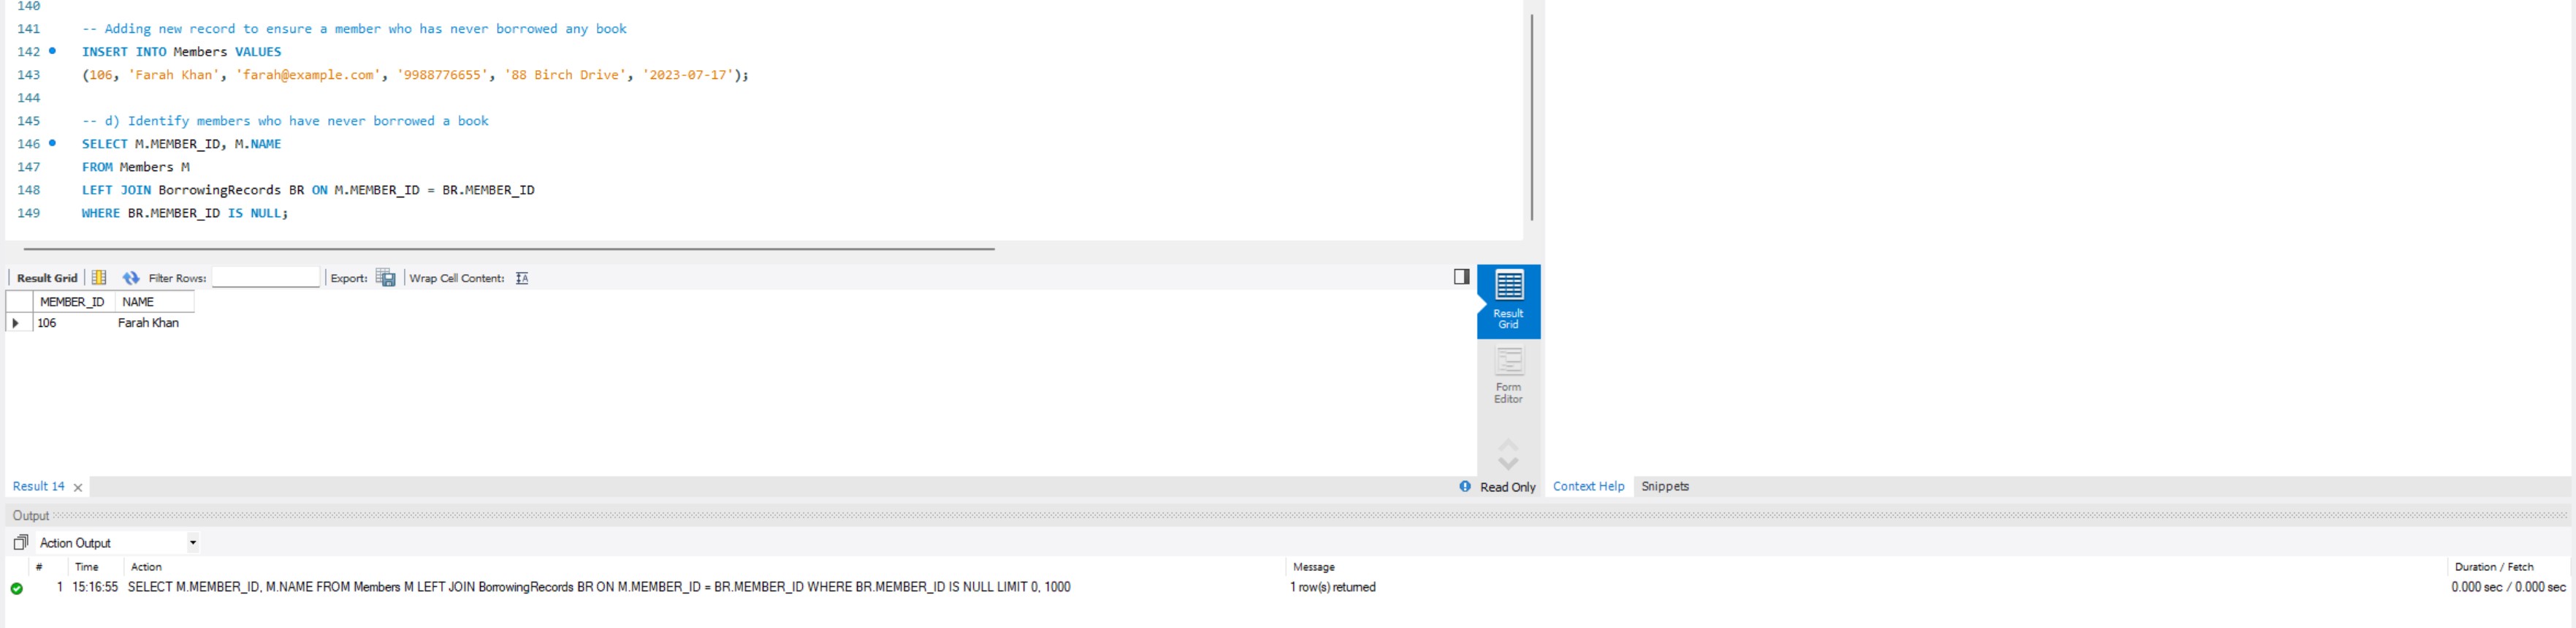 140
141 -- Adding new record to ensure a member who has never borrowed any book
142 INSERT INTO Members VALUES
143 (106, 'Farah Khan', 'farah@example.com', '9988776655', '88 Birch Drive', '2023-07-17');
144
145 -- d) Identify members who have never borrowed a book
146 SELECT M.MEMBER_ID, M.NAME
147 FROM Members M
148 LEFT JOIN BorrowingRecords BR ON M.MEMBER_ID = BR.MEMBER_ID
149 WHERE BR.MEMBER_ID IS NULL;
Result Grid Filter Rows: Export: Wrap Cell Content:
MEMBER_ID NAME
106 Farah Khan
Result
Grid
Form
Editor
Result 14 Read Only Context Help Snippets
Output
Action Output
# Time Action Message Duration / Fetch
1 15:16:55 SELECT M.MEMBER_ID, M.NAME FROM Members M LEFT JOIN BorrowingRecords BR ON M.MEMBER_ID = BR.MEMBER_ID WHERE BR.MEMBER_ID IS NULL LIMIT 0, 1000 1 row(s) returned 0.000 sec / 0.000 sec